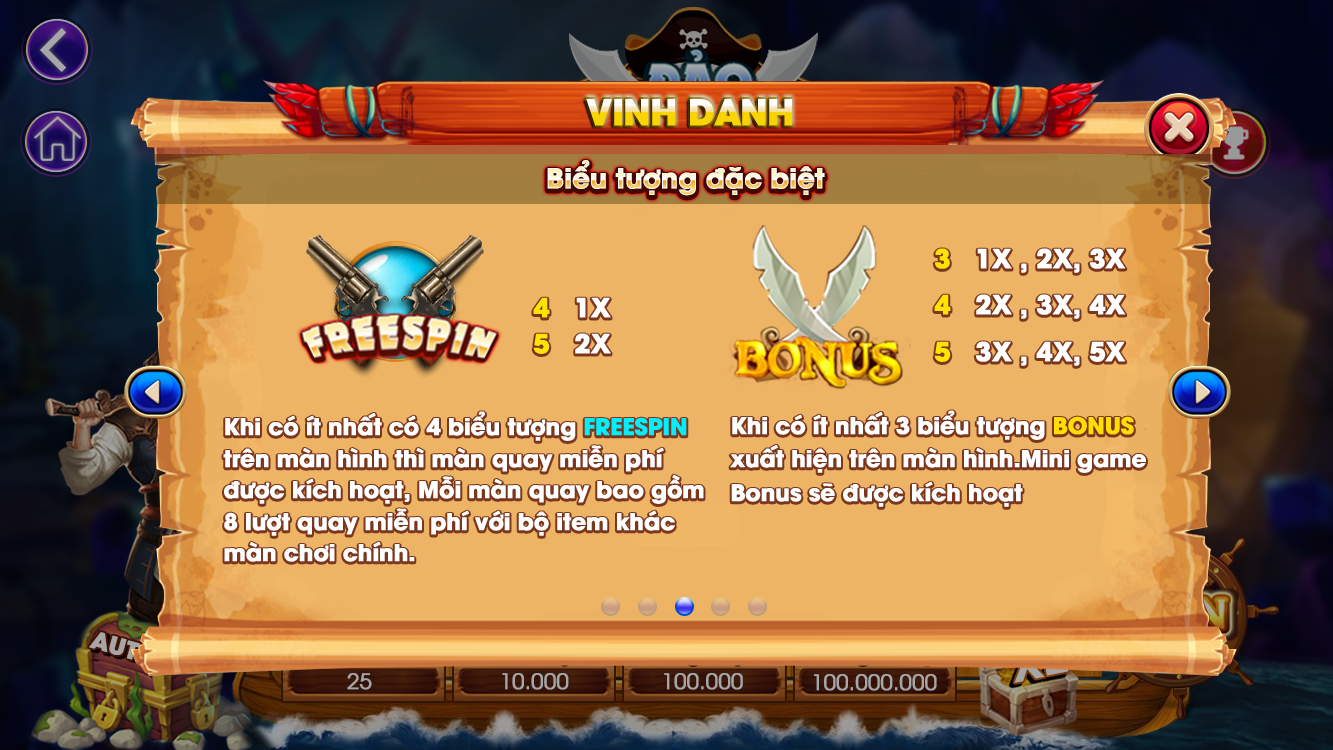 ĐẢO
VINH DANH
Biểu tượng đặc biệt
FREESPIN
4 1X
5 2X
BONUS
3 1X , 2X, 3X
4 2X , 3X, 4X
5 3X , 4X, 5X
Khi có ít nhất có 4 biểu tượng FREESPIN
trên màn hình thì màn quay miễn phí
được kích hoạt, Mỗi màn quay bao gồm
8 lượt quay miễn phí với bộ item khác
màn chơi chính.
Khi có ít nhất 3 biểu tượng BONUS
xuất hiện trên màn hình.Mini game
Bonus sẽ được kích hoạt
25
10.000
100.000
100.000.000